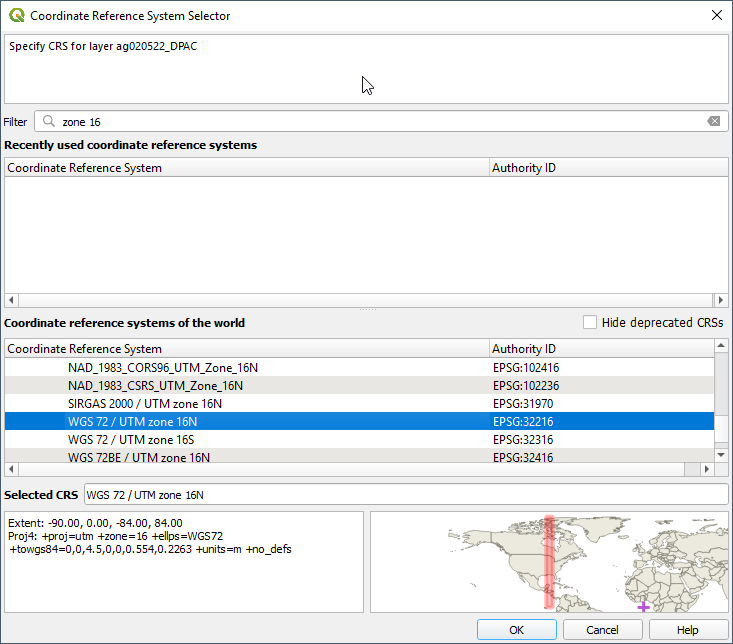 Coordinate Reference System Selector
Specify CRS for layer ag020522_DPAC
Filter zone 16
Recently used coordinate reference systems
Coordinate Reference System Authority ID
Coordinate reference systems of the world Hide deprecated CRSs
Coordinate Reference System Authority ID
NAD_1983_CORS96_UTM_Zone_16N EPSG:102416
NAD_1983_CSRS_UTM_Zone_16N EPSG:102236
SIRGAS 2000 / UTM zone 16N EPSG:31970
WGS 72 / UTM zone 16N EPSG:32216
WGS 72 / UTM zone 16S EPSG:32316
WGS 72BE / UTM zone 16N EPSG:32416
Selected CRS WGS 72 / UTM zone 16N
Extent: -90.00, 0.00, -84.00, 84.00
Proj4: +proj=utm +zone=16 +ellps=WGS72
+towgs84=0,0,4.5,0,0,0.554,0.2263 +units=m +no_defs
OK Cancel Help